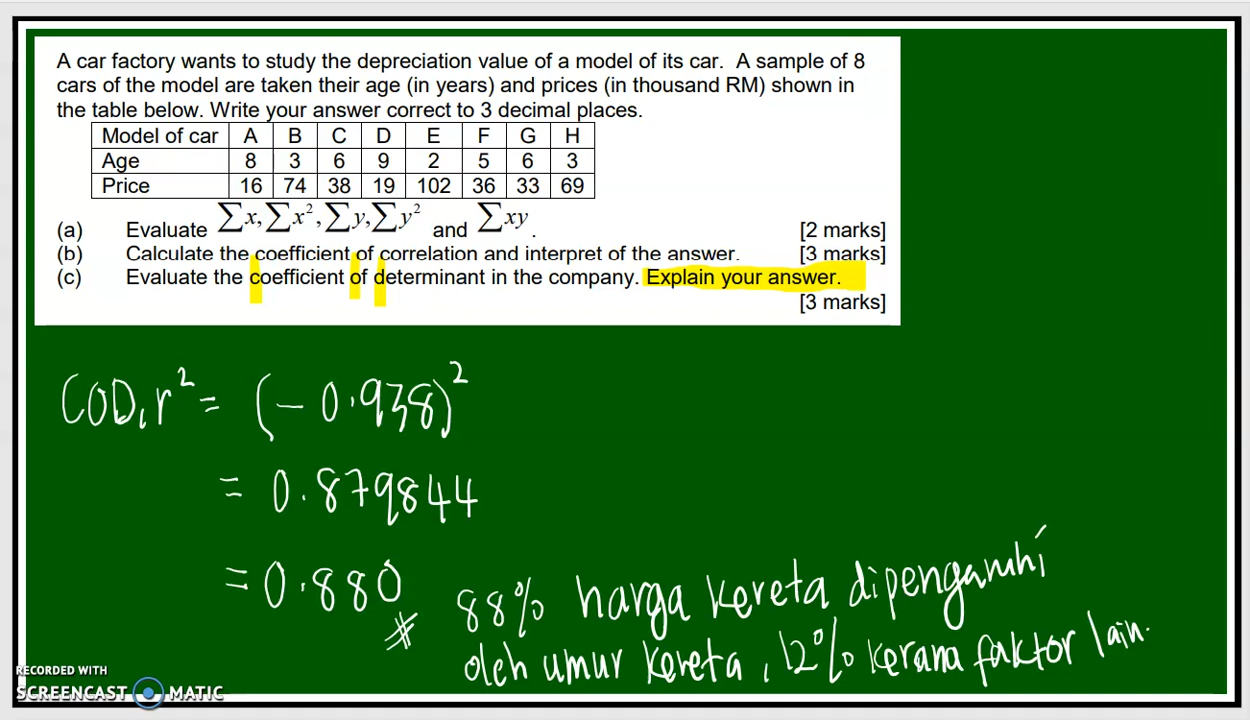 A car factory wants to study the depreciation value of a model of its car. A sample of 8
cars of the model are taken their age (in years) and prices (in thousand RM) shown in
the table below. Write your answer correct to 3 decimal places.
Model of car A B C D E F G H
Age 8 3 6 9 2 5 6 3
Price 16 74 38 19 102 36 33 69
(a) Evaluate ∑x, ∑x², ∑y, ∑y² and ∑xy. [2 marks]
(b) Calculate the coefficient of correlation and interpret of the answer. [3 marks]
(c) Evaluate the coefficient of determinant in the company. Explain your answer.
[3 marks]
COD, r² = (-0.938)²
= 0.879844
= 0.880
88% harga kereta dipengaruhi
oleh umur kereta, 12% kerana faktor lain.
RECORDED WITH
SCREENCAST MATIC